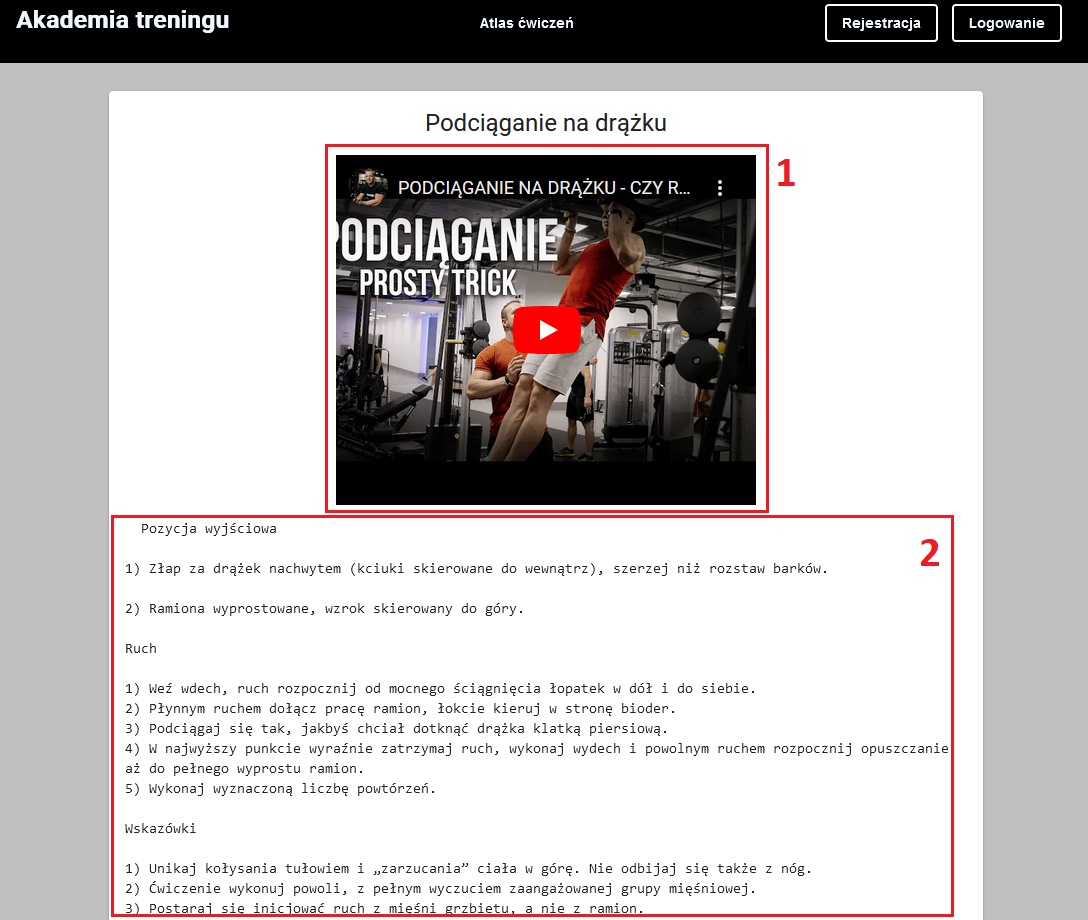 Akademia treningu
Atlas ćwiczeń
Rejestracja
Logowanie
Podciąganie na drążku
1
PODCIĄGANIE NA DRĄŻKU - CZY R...
PODCIĄGANIE
PROSTY TRICK
2
Pozycja wyjściowa
1) Złap za drążek nachwytem (kciuki skierowane do wewnątrz), szerzej niż rozstaw barków.
2) Ramiona wyprostowane, wzrok skierowany do góry.
Ruch
1) Weź wdech, ruch rozpocznij od mocnego ściągnięcia łopatek w dół i do siebie.
2) Płynnym ruchem dołącz pracę ramion, łokcie kieruj w stronę bioder.
3) Podciągaj się tak, jakbyś chciał dotknąć drążka klatką piersiową.
4) W najwyższy punkcie wyraźnie zatrzymaj ruch, wykonaj wydech i powolnym ruchem rozpocznij opuszczanie
aż do pełnego wyprostu ramion.
5) Wykonaj wyznaczoną liczbę powtórzeń.
Wskazówki
1) Unikaj kołysania tułowiem i „zarzucania” ciała w górę. Nie odbijaj się także z nóg.
2) Ćwiczenie wykonuj powoli, z pełnym wyczuciem zaangażowanej grupy mięśniowej.
3) Postaraj się inicjować ruch z mięśni grzbietu, a nie z ramion.